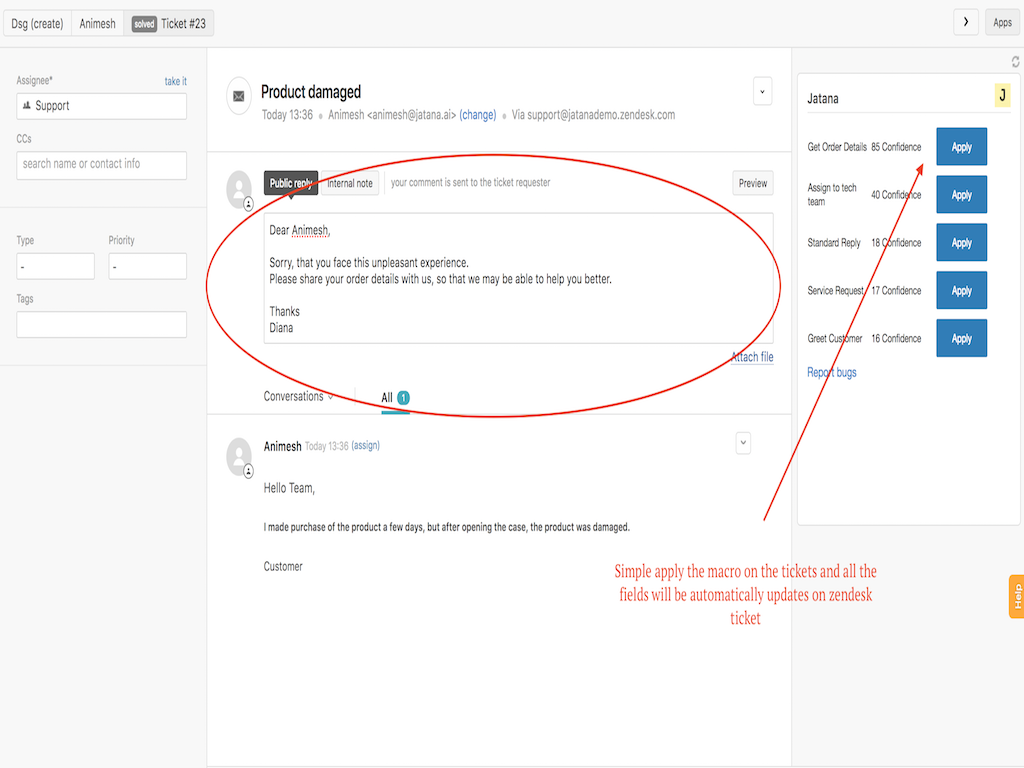 Dsg (create) Animesh solved Ticket #23 Apps
Assignee* take it
Support
CCs
search name or contact info
Type Priority
- -
Tags
Product damaged
Today 13:36 Animesh <animesh@jatana.ai> (change) Via support@jatanademo.zendesk.com
Public reply Internal note your comment is sent to the ticket requester Preview
Dear Animesh,
Sorry, that you face this unpleasant experience.
Please share your order details with us, so that we may be able to help you better.
Thanks
Diana
Attach file
Conversations All 1
Animesh Today 13:36 (assign)
Hello Team,
I made purchase of the product a few days, but after opening the case, the product was damaged.
Customer
Jatana J
Get Order Details 85 Confidence Apply
Assign to tech
team 40 Confidence Apply
Standard Reply 18 Confidence Apply
Service Request 17 Confidence Apply
Greet Customer 16 Confidence Apply
Report bugs
Simple apply the macro on the tickets and all the
fields will be automatically updates on zendesk
ticket
Help